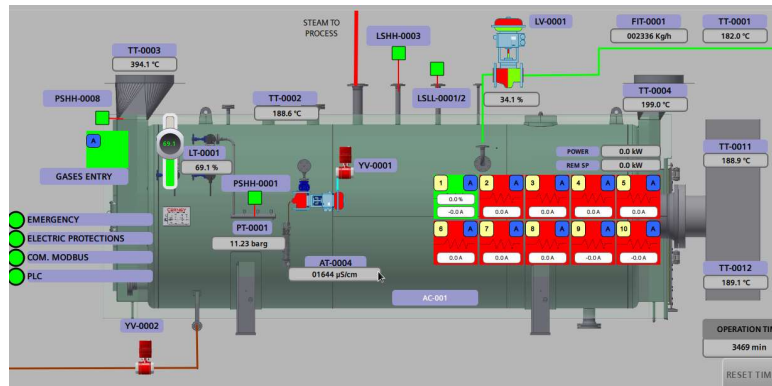 STEAM TO
PROCESS
LV-0001
FIT-0001
TT-0001
002336 Kg/h
182.0 °C
TT-0003
394.1 °C
LSHH-0003
PSHH-0008
TT-0002
188.6 °C
LSLL-0001/2
34.1 %
TT-0004
199.0 °C
A
GASES ENTRY
69.1
LT-0001
69.1 %
YV-0001
POWER
0.0 kW
REM SP
0.0 kW
TT-0011
188.9 °C
PSHH-0001
1 A 2 A 3 A 4 A 5 A
0.0 %
-0.0 A 0.0 A 0.0 A 0.0 A 0.0 A
EMERGENCY
ELECTRIC PROTECTIONS
COM. MODBUS
PLC
PT-0001
11.23 barg
6 A 7 A 8 A 9 A 10 A
0.0 A 0.0 A 0.0 A -0.0 A -0.0 A
AT-0004
01644 µS/cm
TT-0012
189.1 °C
AC-001
YV-0002
OPERATION TIM
3469 min
RESET TIM